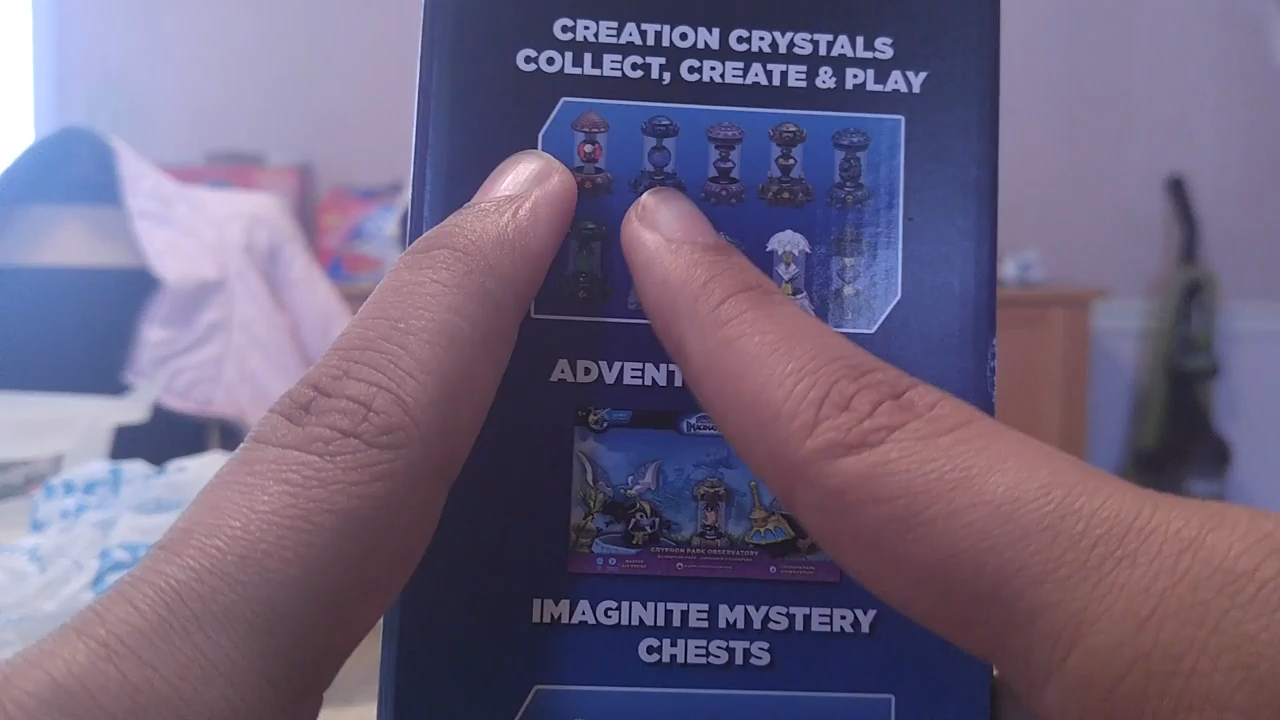 CREATION CRYSTALS
COLLECT, CREATE & PLAY
ADVENT
GRYPHON PARK OBSERVATORY
IMAGINITE MYSTERY
CHESTS